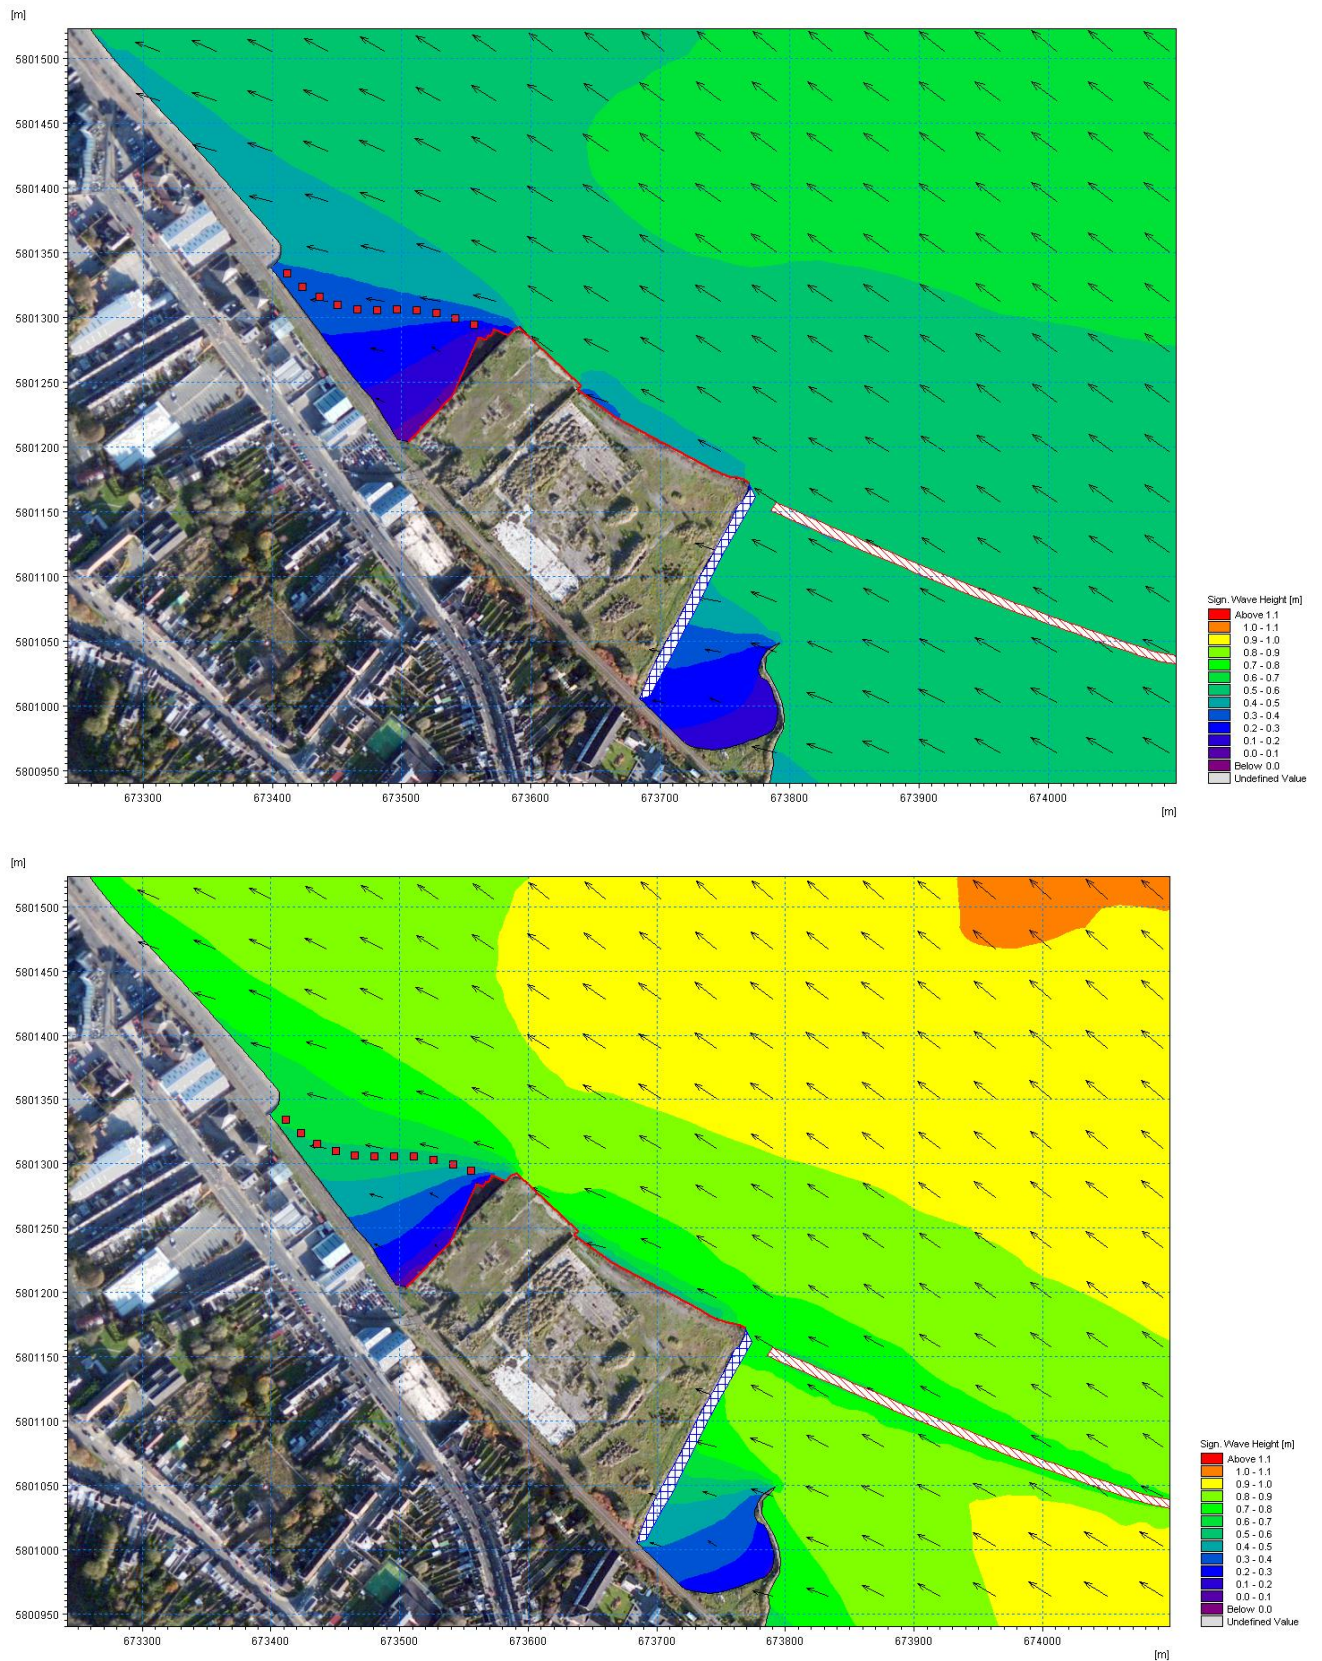 [m]
5801500
5801450
5801400
5801350
5801300
5801250
5801200
5801150
5801100
5801050
5801000
5800950
673300 673400 673500 673600 673700 673800 673900 674000
[m]
Sign. Wave Height [m]
Above 1.1
1.0 - 1.1
0.9 - 1.0
0.8 - 0.9
0.7 - 0.8
0.6 - 0.7
0.5 - 0.6
0.4 - 0.5
0.3 - 0.4
0.2 - 0.3
0.1 - 0.2
0.0 - 0.1
Below 0.0
Undefined Value
[m]
5801500
5801450
5801400
5801350
5801300
5801250
5801200
5801150
5801100
5801050
5801000
5800950
673300 673400 673500 673600 673700 673800 673900 674000
[m]
Sign. Wave Height [m]
Above 1.1
1.0 - 1.1
0.9 - 1.0
0.8 - 0.9
0.7 - 0.8
0.6 - 0.7
0.5 - 0.6
0.4 - 0.5
0.3 - 0.4
0.2 - 0.3
0.1 - 0.2
0.0 - 0.1
Below 0.0
Undefined Value